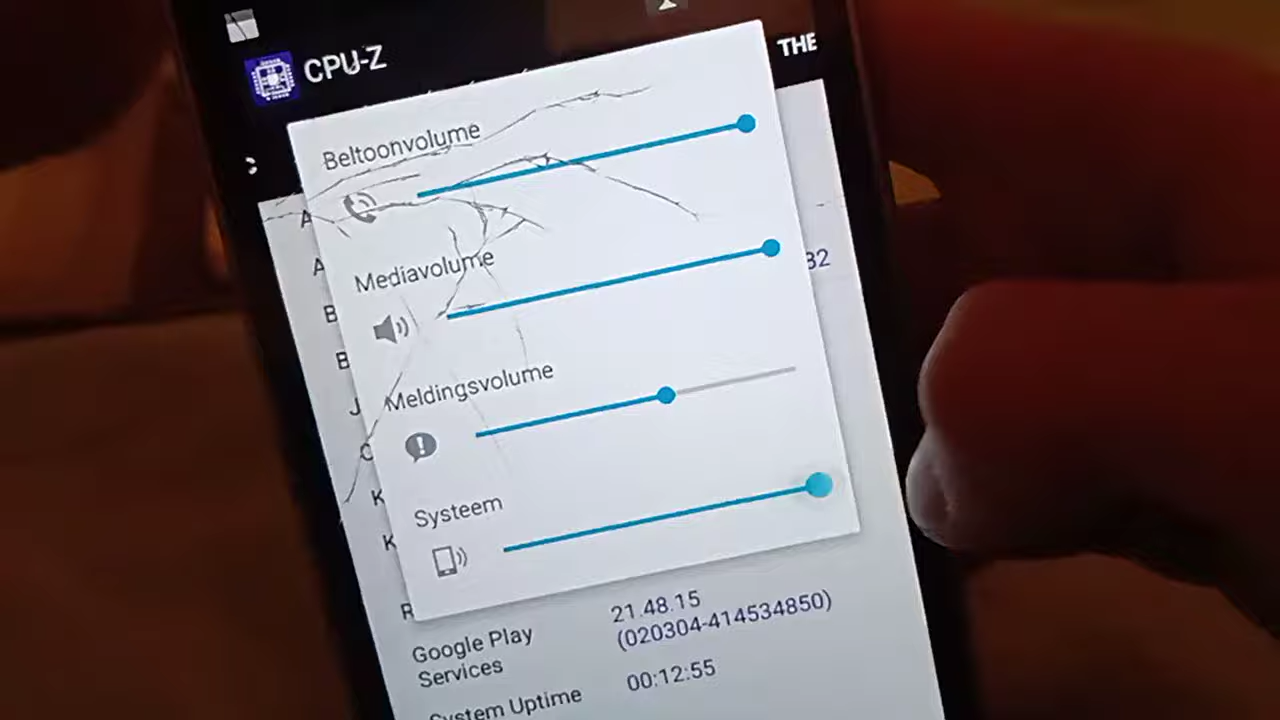 CPU-Z
THE
Beltoonvolume
Mediavolume
32
Meldingsvolume
Systeem
Google Play
Services
21.48.15
(020304-414534850)
System Uptime
00:12:55